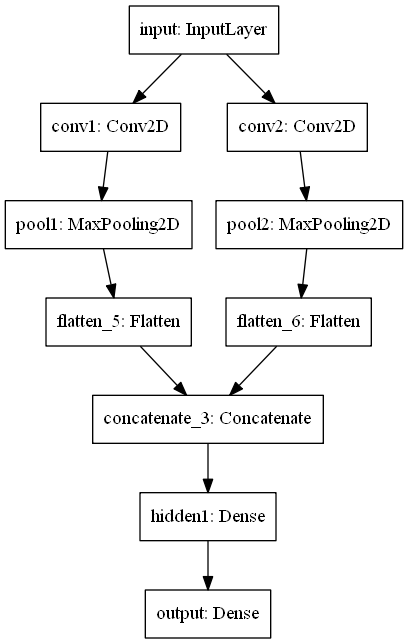 input: InputLayer
conv1: Conv2D
conv2: Conv2D
pool1: MaxPooling2D
pool2: MaxPooling2D
flatten_5: Flatten
flatten_6: Flatten
concatenate_3: Concatenate
hidden1: Dense
output: Dense